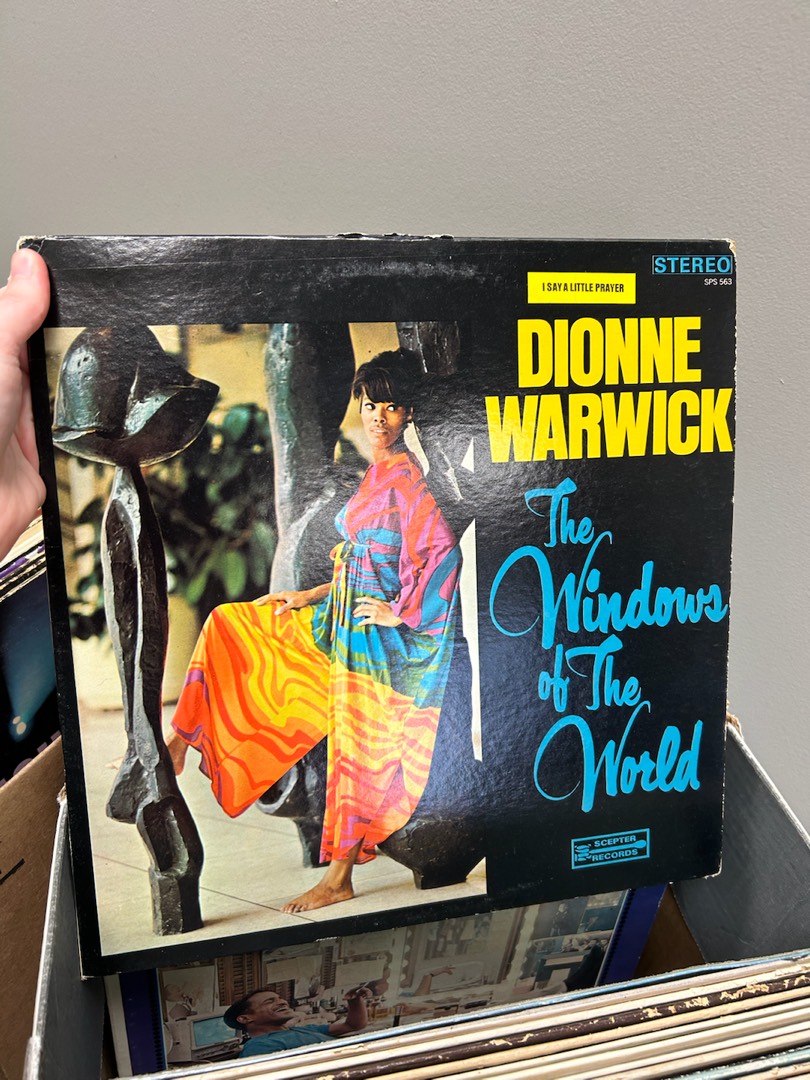 STEREO
SPS 563
I SAY A LITTLE PRAYER
DIONNE
WARWICK
The
Windows
of The
World
SCEPTER
RECORDS